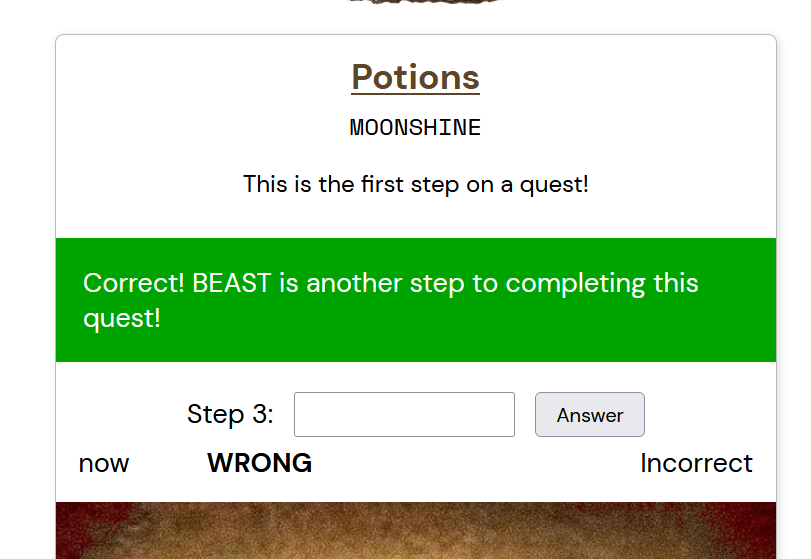 Potions
MOONSHINE
This is the first step on a quest!
Correct! BEAST is another step to completing this
quest!
Step 3: Answer
now WRONG Incorrect